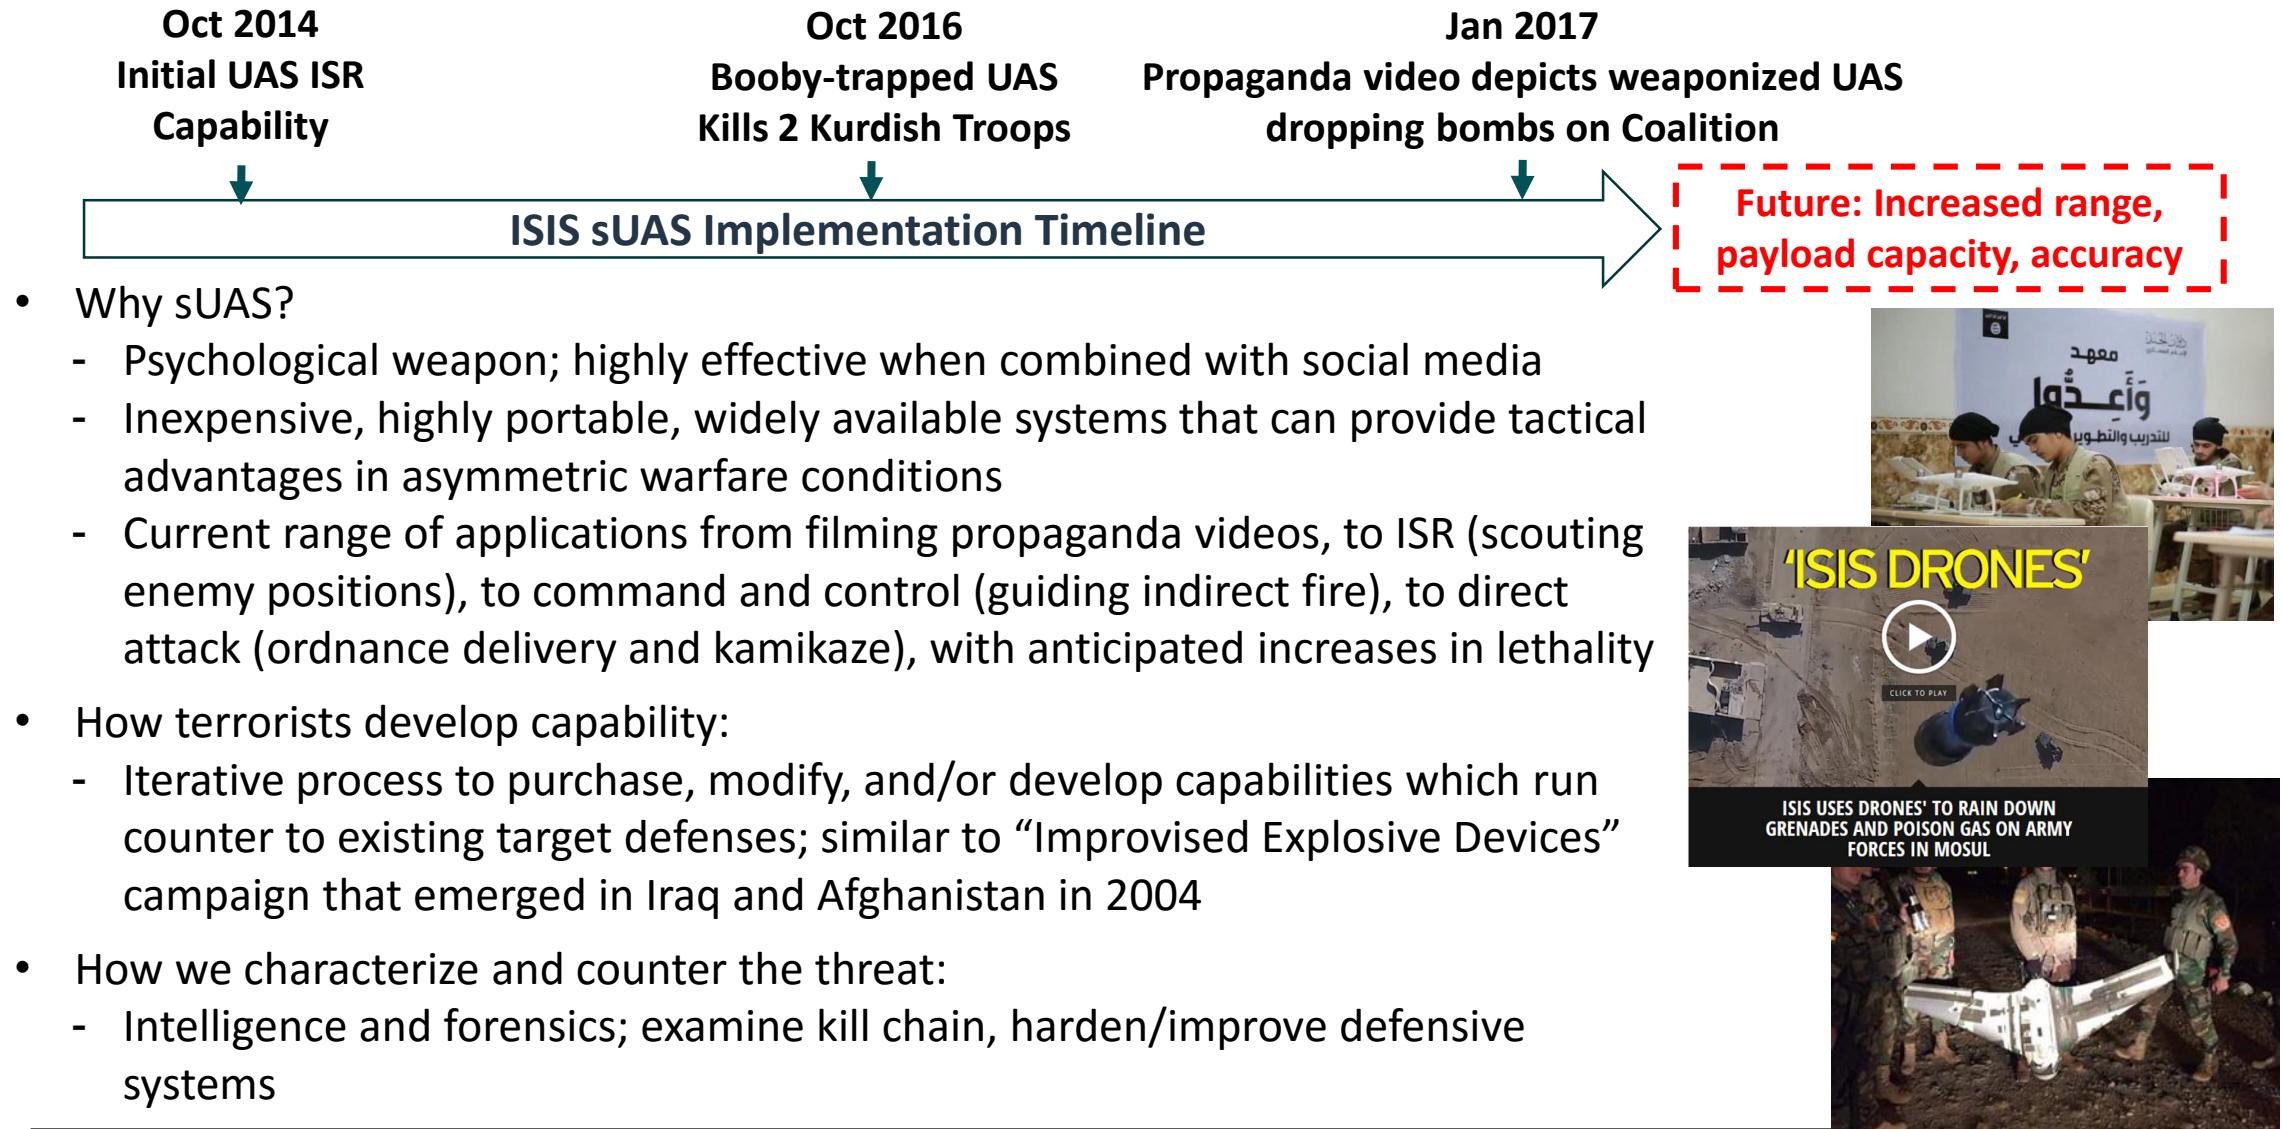 Oct 2014
Initial UAS ISR
Capability
Oct 2016
Booby-trapped UAS
Kills 2 Kurdish Troops
Jan 2017
Propaganda video depicts weaponized UAS
dropping bombs on Coalition
ISIS sUAS Implementation Timeline
Future: Increased range,
payload capacity, accuracy
• Why sUAS?
- Psychological weapon; highly effective when combined with social media
- Inexpensive, highly portable, widely available systems that can provide tactical
advantages in asymmetric warfare conditions
- Current range of applications from filming propaganda videos, to ISR (scouting
enemy positions), to command and control (guiding indirect fire), to direct
attack (ordnance delivery and kamikaze), with anticipated increases in lethality
• How terrorists develop capability:
- Iterative process to purchase, modify, and/or develop capabilities which run
counter to existing target defenses; similar to “Improvised Explosive Devices”
campaign that emerged in Iraq and Afghanistan in 2004
• How we characterize and counter the threat:
- Intelligence and forensics; examine kill chain, harden/improve defensive
systems
معهد
وَأَعِدُّوا
للتدريب والتطوير
'ISIS DRONES'
CLICK TO PLAY
ISIS USES DRONES' TO RAIN DOWN
GRENADES AND POISON GAS ON ARMY
FORCES IN MOSUL